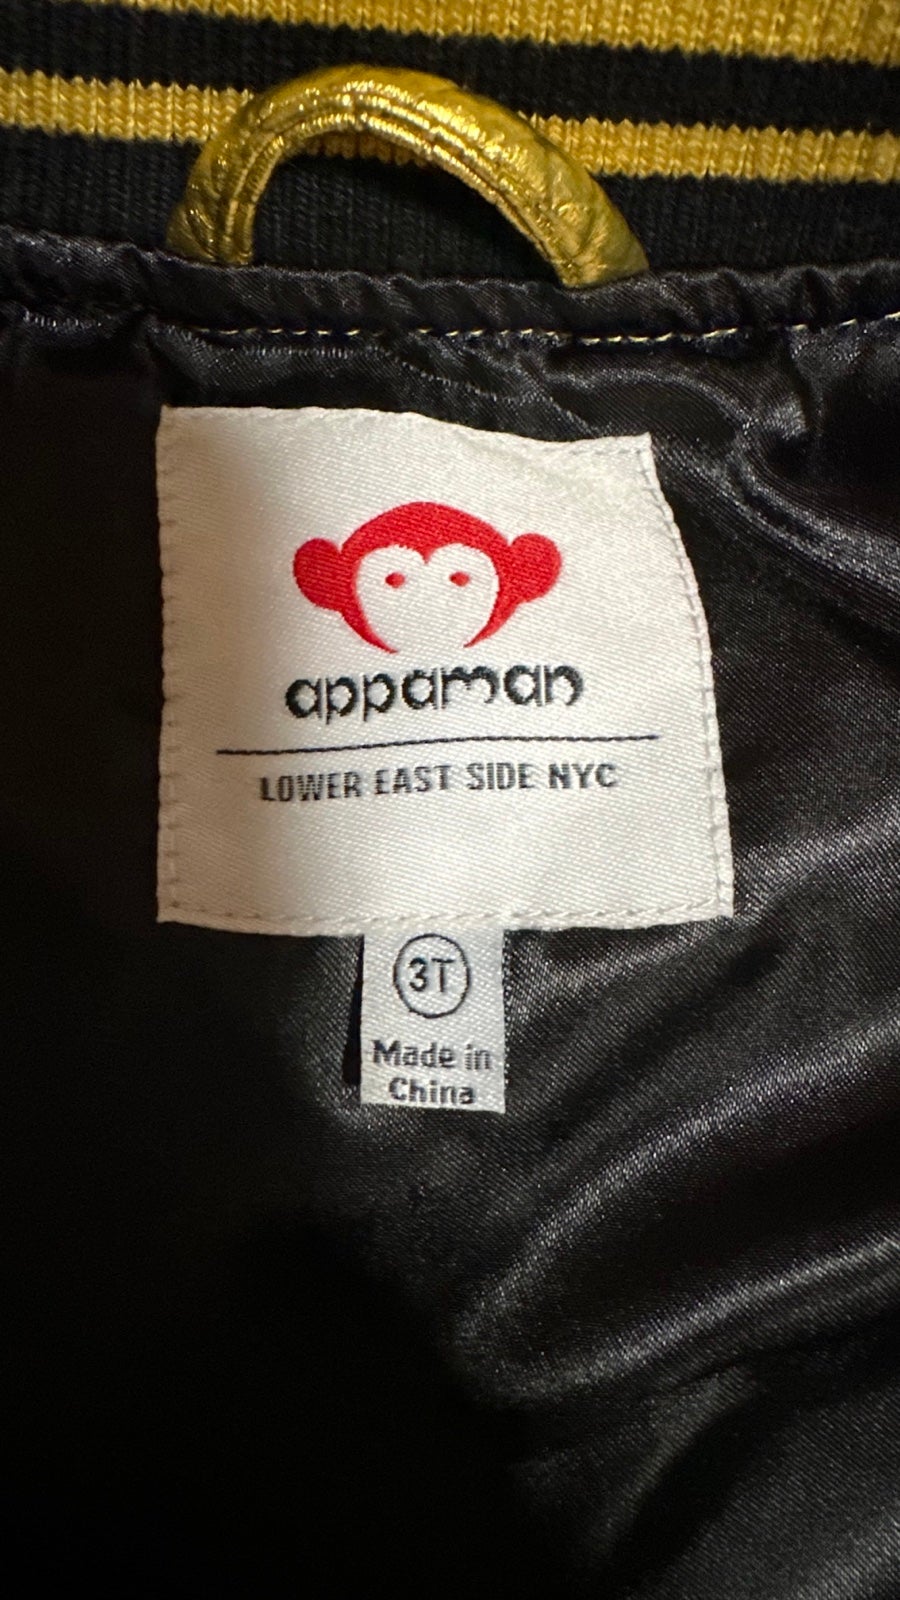 appaman
LOWER EAST SIDE NYC
3T
Made in
China